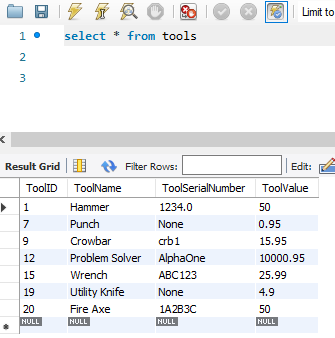 Limit to
1 select * from tools
2
3
Result Grid Filter Rows: Edit:
ToolID ToolName ToolSerialNumber ToolValue
1 Hammer 1234.0 50
7 Punch None 0.95
9 Crowbar crb1 15.95
12 Problem Solver AlphaOne 10000.95
15 Wrench ABC123 25.99
19 Utility Knife None 4.9
20 Fire Axe 1A2B3C 50
NULL NULL NULL NULL